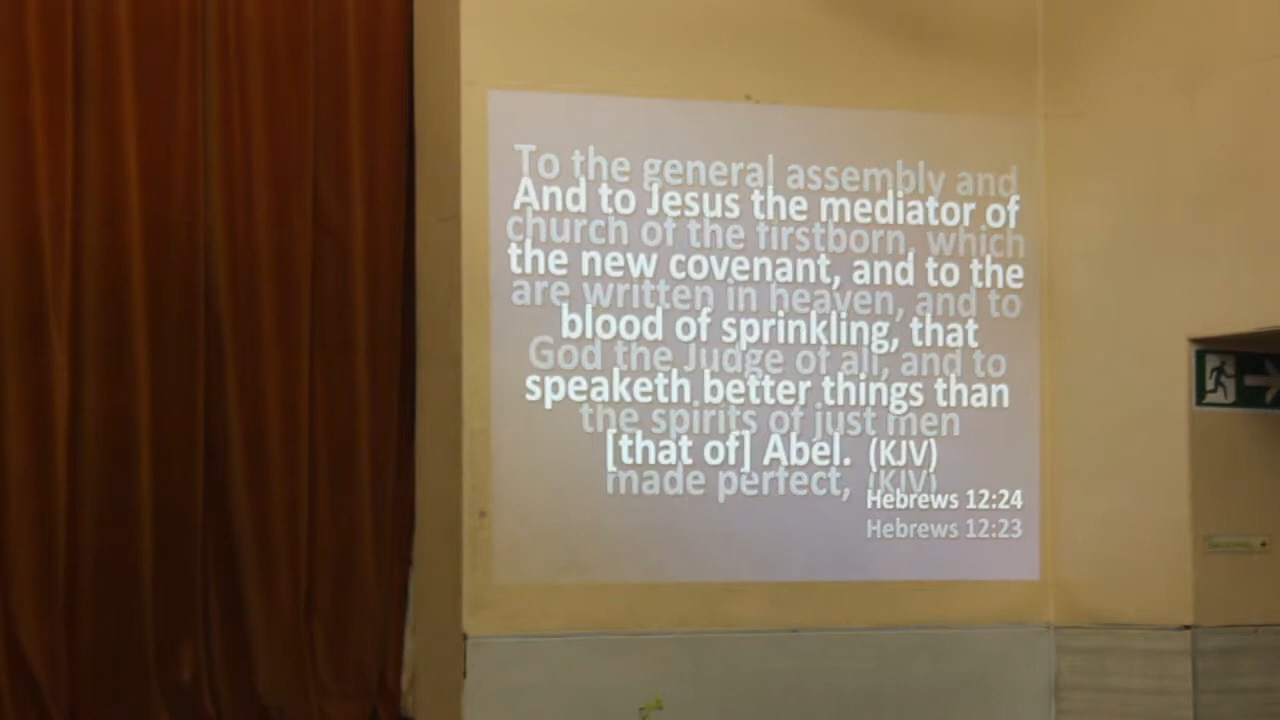 To the general assembly and
And to Jesus the mediator of
church of the firstborn, which
the new covenant, and to the
are written in heaven, and to
blood of sprinkling, that
God the Judge of all, and to
speaketh better things than
the spirits of just men
[that of] Abel. (KJV)
made perfect, (KJV)
Hebrews 12:24
Hebrews 12:23